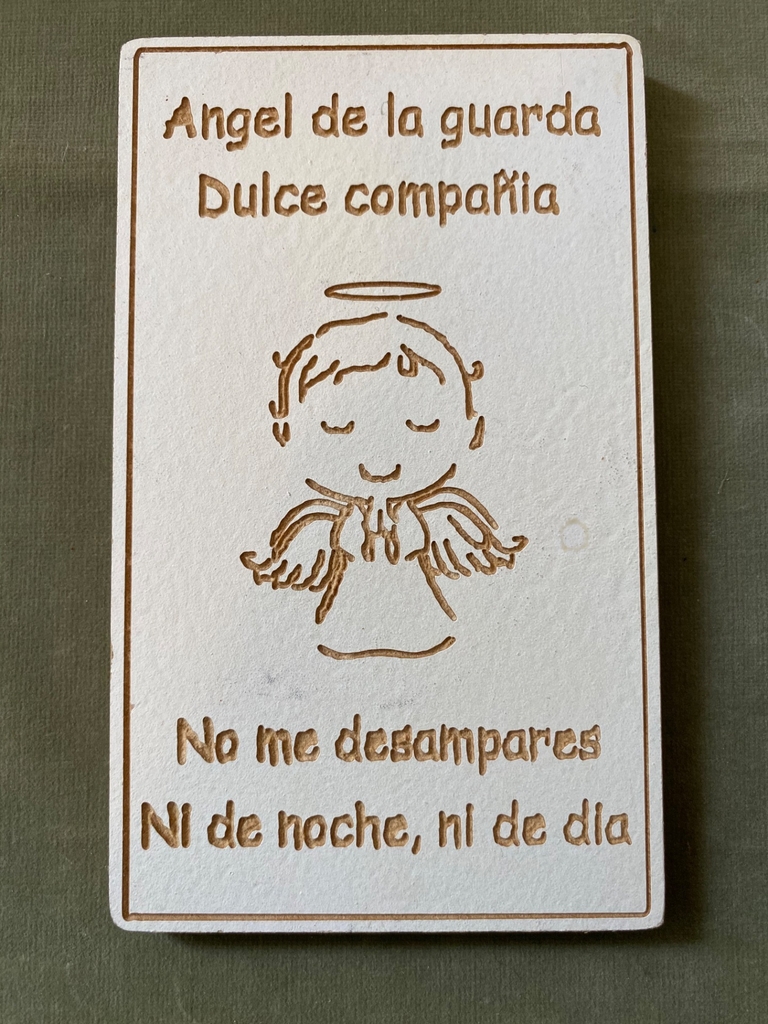 Angel de la guarda
Dulce compañia
No me desampares
Ni de noche, ni de dia